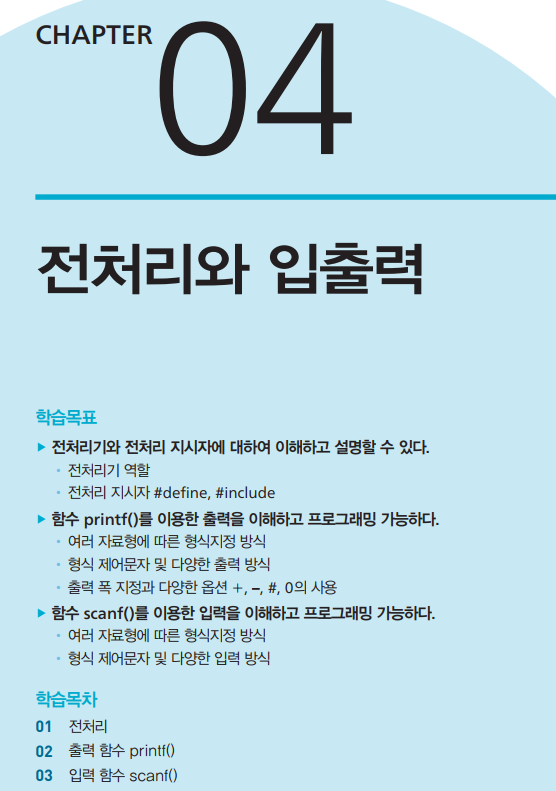 CHAPTER 04
전처리와 입출력
학습목표
▶ 전처리기와 전처리 지시자에 대하여 이해하고 설명할 수 있다.
• 전처리기 역할
• 전처리 지시자 #define, #include
▶ 함수 printf()를 이용한 출력을 이해하고 프로그래밍 가능하다.
• 여러 자료형에 따른 형식지정 방식
• 형식 제어문자 및 다양한 출력 방식
• 출력 폭 지정과 다양한 옵션 +, –, #, 0의 사용
▶ 함수 scanf()를 이용한 입력을 이해하고 프로그래밍 가능하다.
• 여러 자료형에 따른 형식지정 방식
• 형식 제어문자 및 다양한 입력 방식
학습목차
01 전처리
02 출력 함수 printf()
03 입력 함수 scanf()